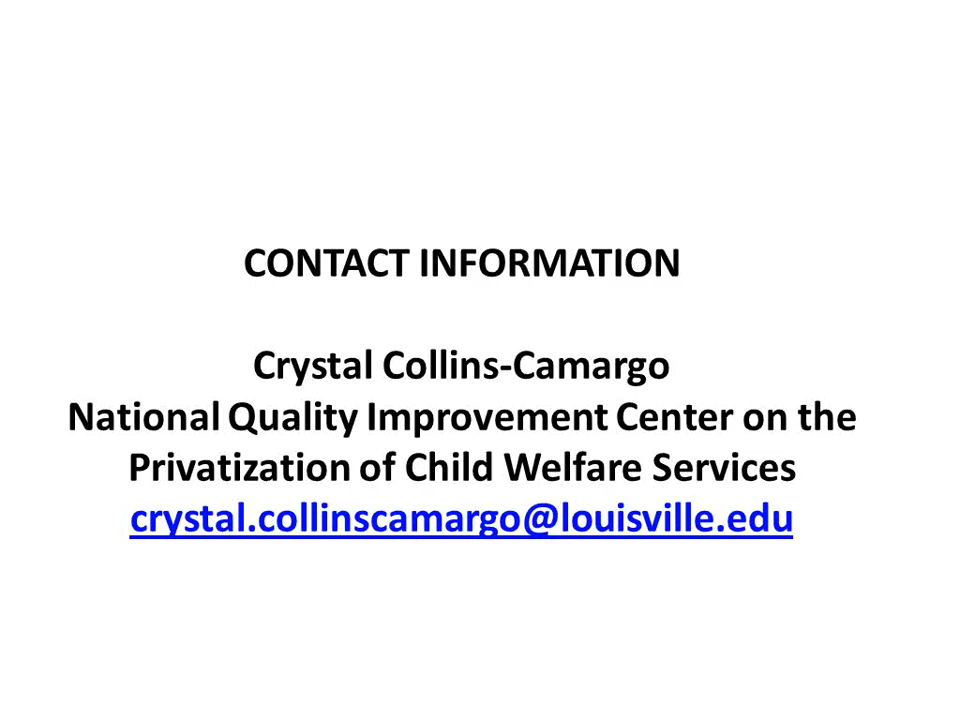 CONTACT INFORMATION
Crystal Collins-Camargo
National Quality Improvement Center on the
Privatization of Child Welfare Services
crystal.collinscamargo@louisville.edu